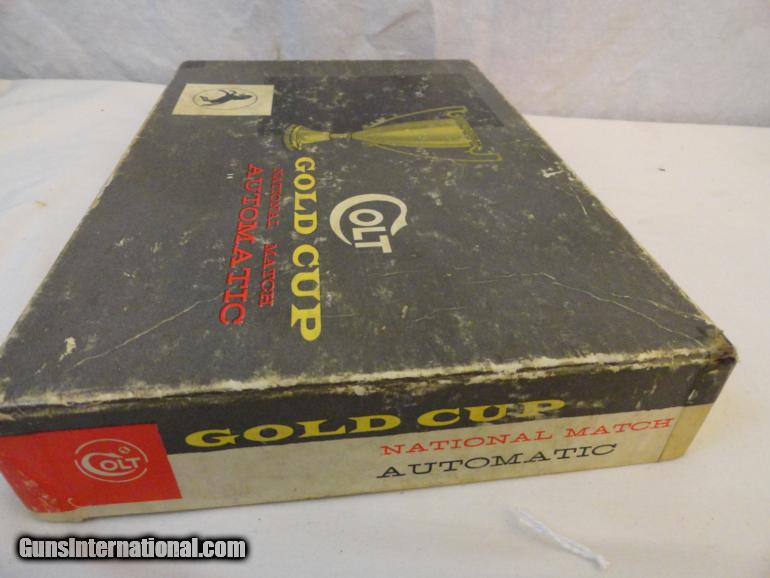 COLT
GOLD CUP
NATIONAL MATCH
AUTOMATIC
COLT
GOLD CUP
NATIONAL MATCH
AUTOMATIC
GunsInternational.com